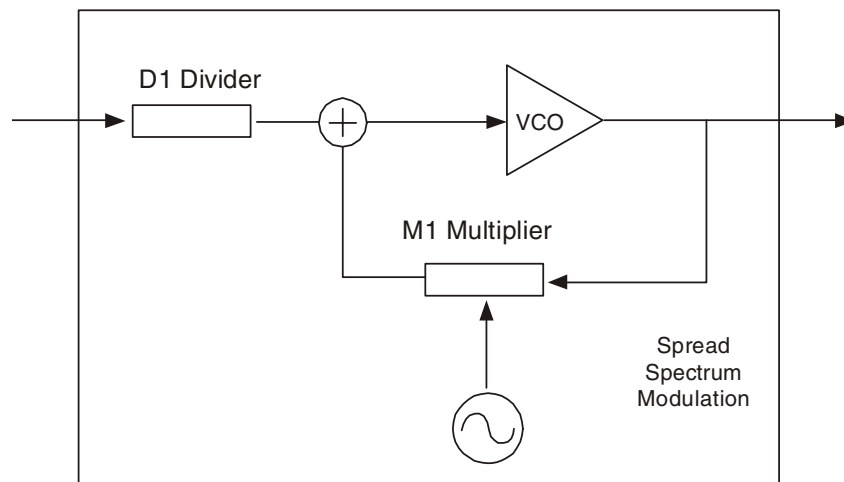 D1 Divider
VCO
M1 Multiplier
Spread
Spectrum
Modulation